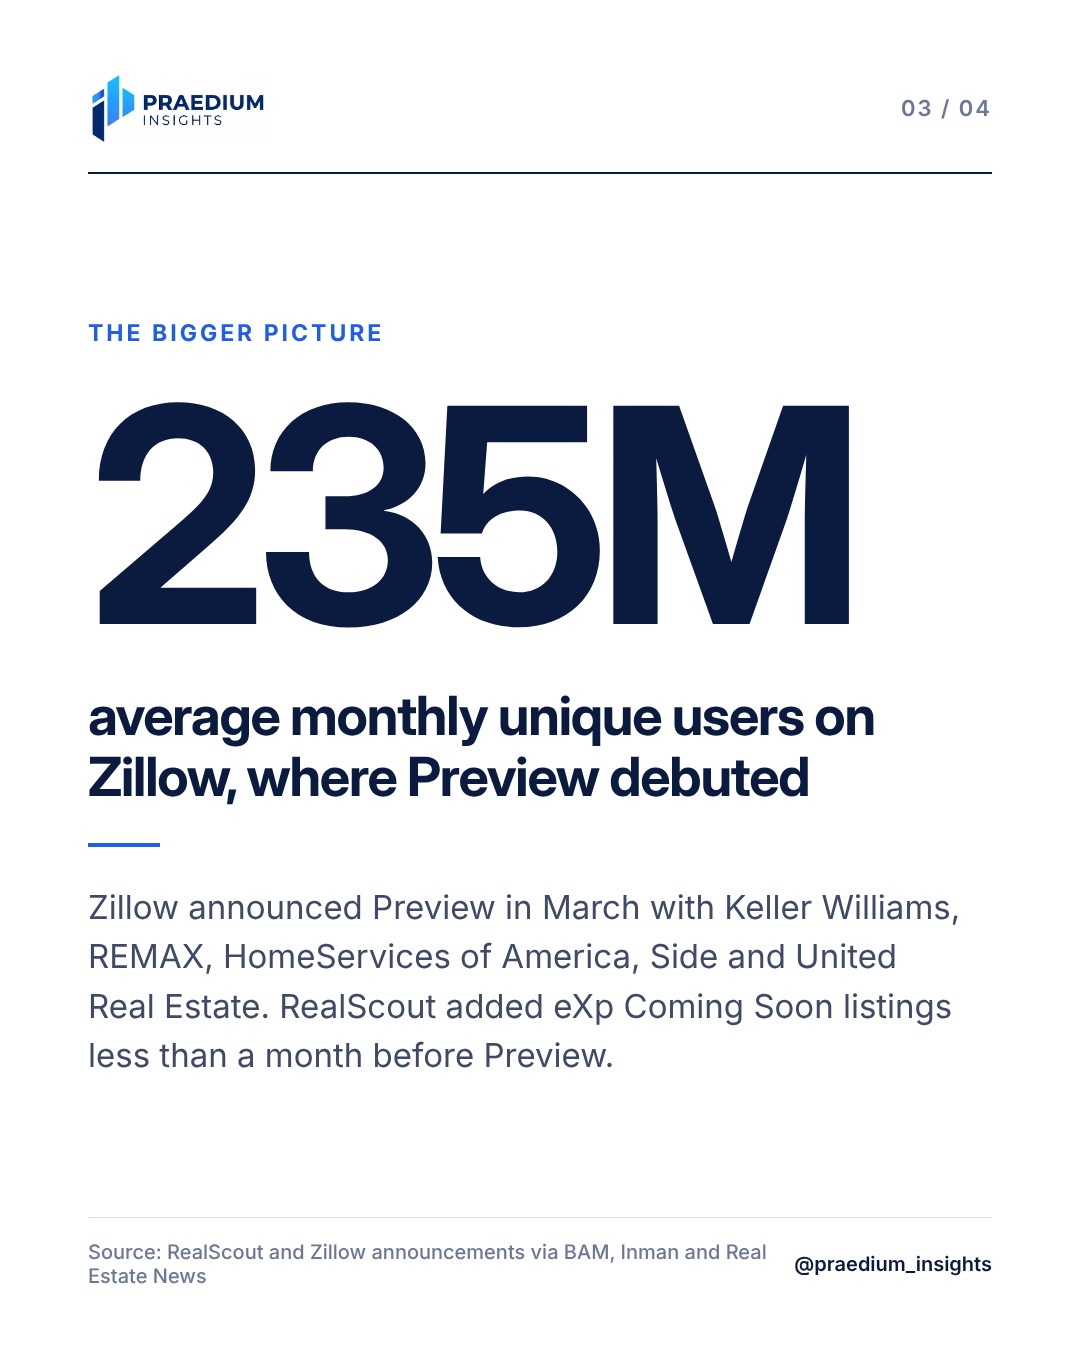 PRAEDIUM
INSIGHTS
03 / 04
THE BIGGER PICTURE
235M
average monthly unique users on
Zillow, where Preview debuted
Zillow announced Preview in March with Keller Williams,
REMAX, HomeServices of America, Side and United
Real Estate. RealScout added eXp Coming Soon listings
less than a month before Preview.
Source: RealScout and Zillow announcements via BAM, Inman and Real
Estate News
@praedium_insights